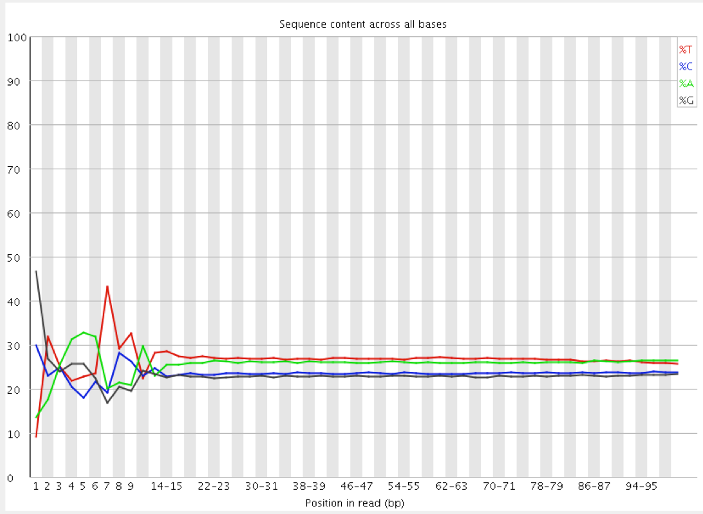 Sequence content across all bases
100
90
80
70
60
50
40
30
20
10
0
%T
%C
%A
%G
1 2 3 4 5 6 7 8 9 14-15 22-23 30-31 38-39 46-47 54-55 62-63 70-71 78-79 86-87 94-95
Position in read (bp)